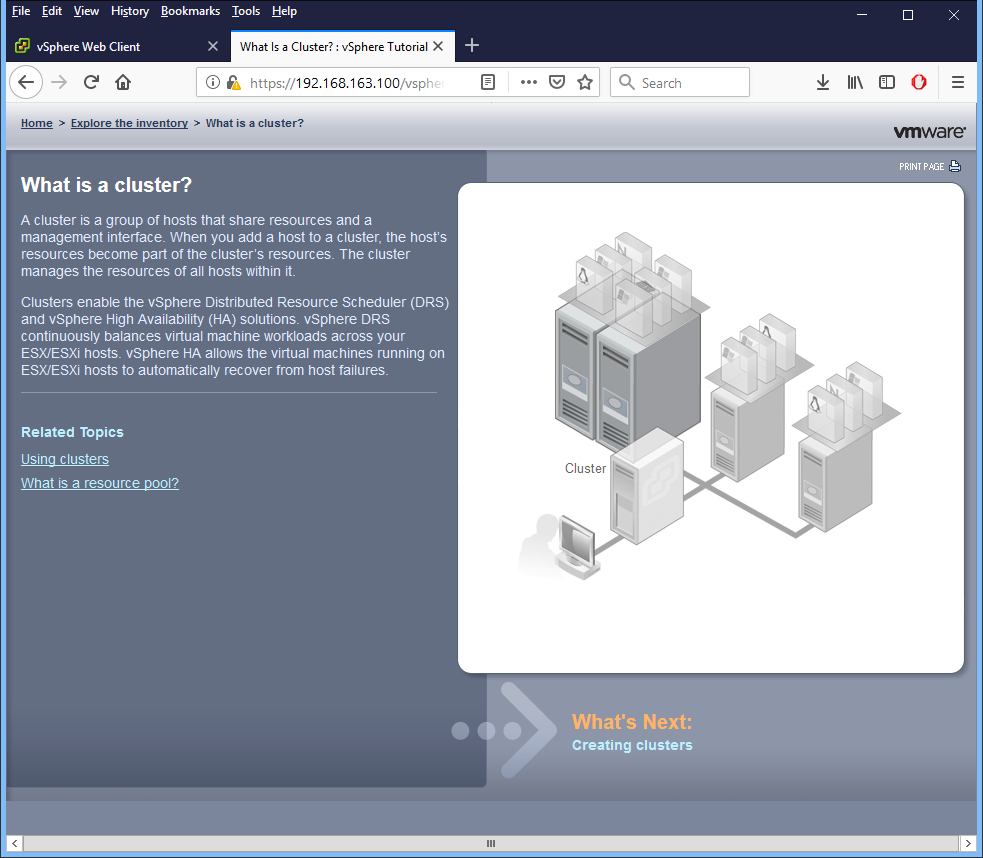 File Edit View History Bookmarks Tools Help
vSphere Web Client
What Is a Cluster? : vSphere Tutorial
https://192.168.163.100/vsphe
Search
Home > Explore the inventory > What is a cluster?
vmware
PRINT PAGE
What is a cluster?
A cluster is a group of hosts that share resources and a
management interface. When you add a host to a cluster, the host's
resources become part of the cluster's resources. The cluster
manages the resources of all hosts within it.
Clusters enable the vSphere Distributed Resource Scheduler (DRS)
and vSphere High Availability (HA) solutions. vSphere DRS
continuously balances virtual machine workloads across your
ESX/ESXi hosts. vSphere HA allows the virtual machines running on
ESX/ESXi hosts to automatically recover from host failures.
Related Topics
Using clusters
What is a resource pool?
N
A
N
Cluster
What's Next:
Creating clusters